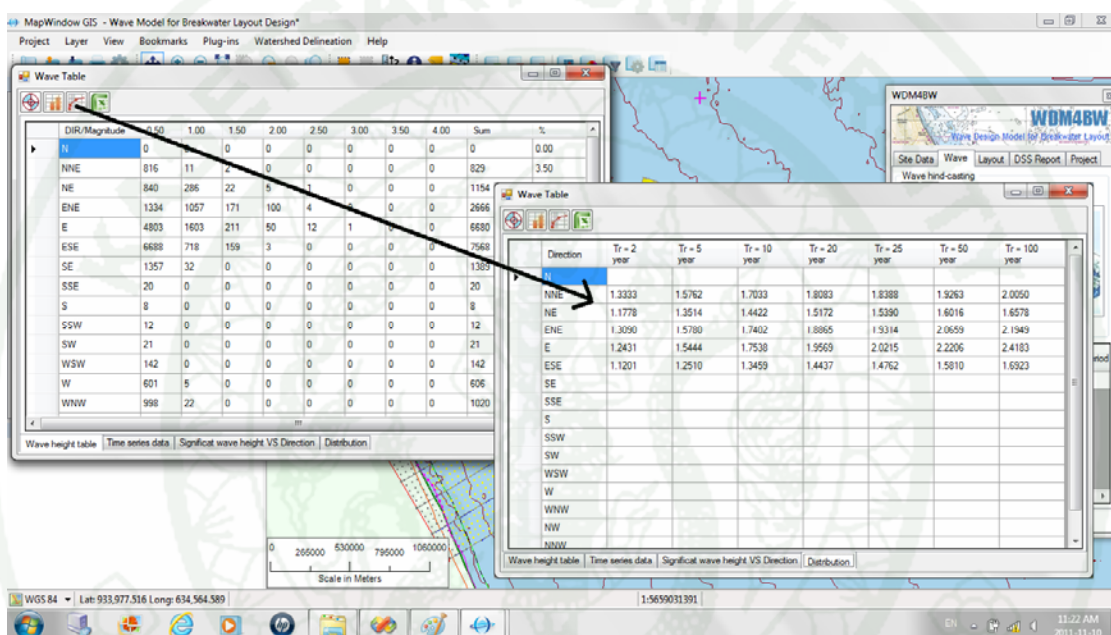 MapWindow GIS - Wave Model for Breakwater Layout Design*
Project Layer View Bookmarks Plug-ins Watershed Delineation Help
Wave Table
DIR/Magnitude 0.50 1.00 1.50 2.00 2.50 3.00 3.50 4.00 Sum %
N 0 0 0 0 0 0 0 0 0.00
NNE 816 11 2 0 0 0 0 0 829 3.50
NE 840 286 22 5 1 0 0 0 1154
ENE 1334 1057 171 100 4 0 0 2666
E 4803 1603 211 50 12 1 0 0 6680
ESE 6688 718 159 3 0 0 0 0 7568
SE 1357 32 0 0 0 0 0 0 1389
SSE 20 0 0 0 0 0 0 0 20
S 8 0 0 0 0 0 0 0 8
SSW 12 0 0 0 0 0 0 0 12
SW 21 0 0 0 0 0 0 0 21
WSW 142 0 0 0 0 0 0 0 142
W 601 5 0 0 0 0 0 0 606
WNW 998 22 0 0 0 0 0 0 1020
Wave height table Time series data Significat wave height VS Direction Distribution
WDM4BW
WDM4BW
Wave Design Model for Breakwater Layout
Site Data Wave Layout DSS Report Project
Wave hind-casting
Wave Table
Direction Tr = 2 year Tr = 5 year Tr = 10 year Tr = 20 year Tr = 25 year Tr = 50 year Tr = 100 year
N
NNE 1.3333 1.5762 1.7033 1.8083 1.8388 1.9263 2.0050
NE 1.1778 1.3514 1.4422 1.5172 1.5390 1.6016 1.6578
ENE 1.3090 1.5780 1.7402 1.8865 1.9314 2.0659 2.1949
E 1.2431 1.5444 1.7538 1.9569 2.0215 2.2206 2.4183
ESE 1.1201 1.2510 1.3459 1.4437 1.4762 1.5810 1.6923
SE
SSE
S
SSW
SW
WSW
W
WNW
NW
NNW
Wave height table Time series data Significat wave height VS Direction Distribution
0 265000 530000 795000 1060000
Scale in Meters
WGS 84 Lat: 933,977.516 Long: 634,564.589 1:5659031391
EN 11:22 AM
2011-11-10